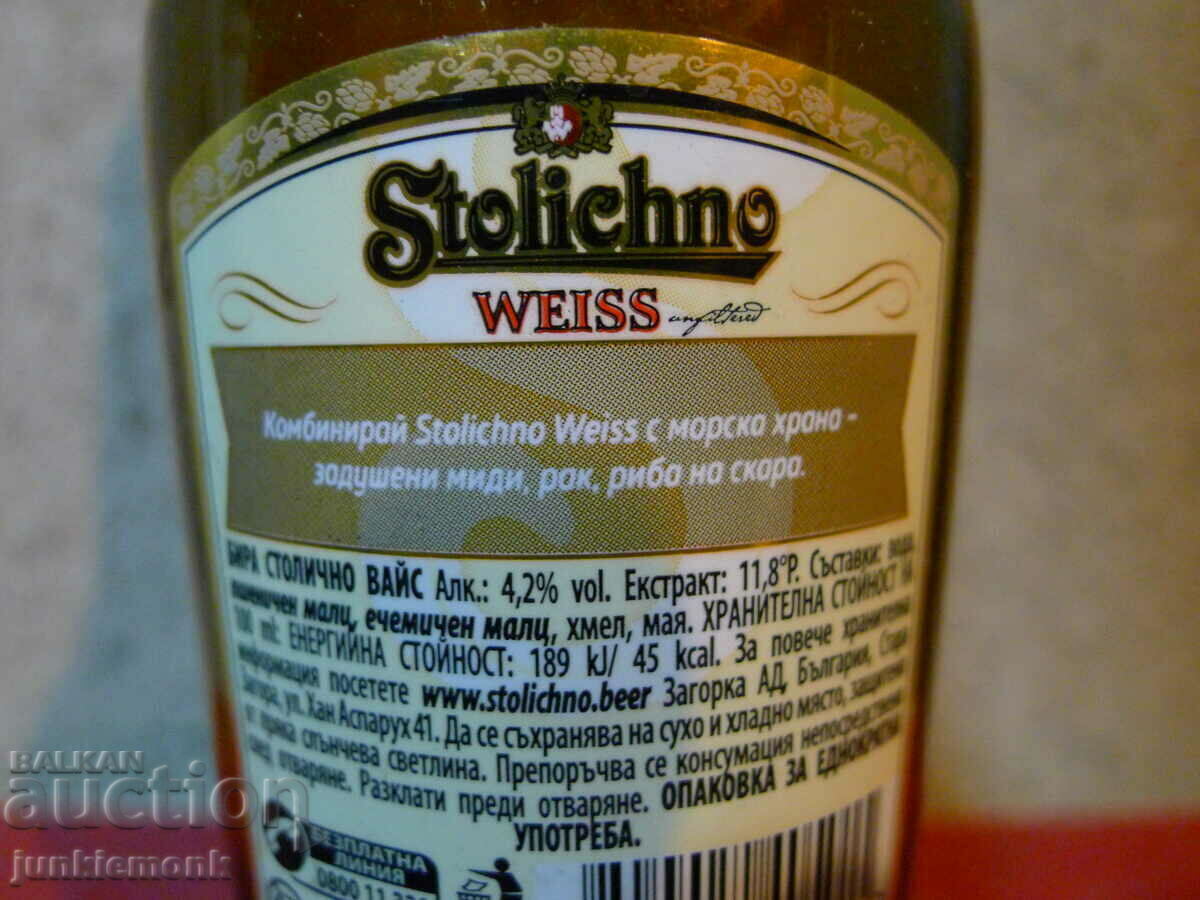 Stolichno
WEISS unfiltered
Комбинирай Stolichno Weiss с морска храна -
задушени миди, рак, риба на скара.
БИРА СТОЛИЧНО ВАЙС Алк.: 4,2% vol. Екстракт: 11,8°P. Съставки: вода,
пшеничен малц, ечемичен малц, хмел, мая. ХРАНИТЕЛНА СТОЙНОСТ НА
100 ml: ЕНЕРГИЙНА СТОЙНОСТ: 189 kJ/ 45 kcal. За повече хранителна
информация посетете www.stolichno.beer Загорка АД, България, Стара
Загора, ул. Хан Аспарух 41. Да се съхранява на сухо и хладно място, защитена
от пряка слънчева светлина. Препоръчва се консумация непосредствено
след отваряне. Разклати преди отваряне. ОПАКОВКА ЗА ЕДНОКРАТНА
УПОТРЕБА.
БЕЗПЛАТНА
ЛИНИЯ
0800 11
BALKAN
auction
junkiemonk